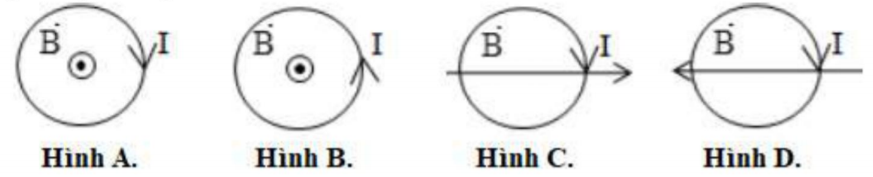 B I B I B I B I
Hình A. Hình B. Hình C. Hình D.